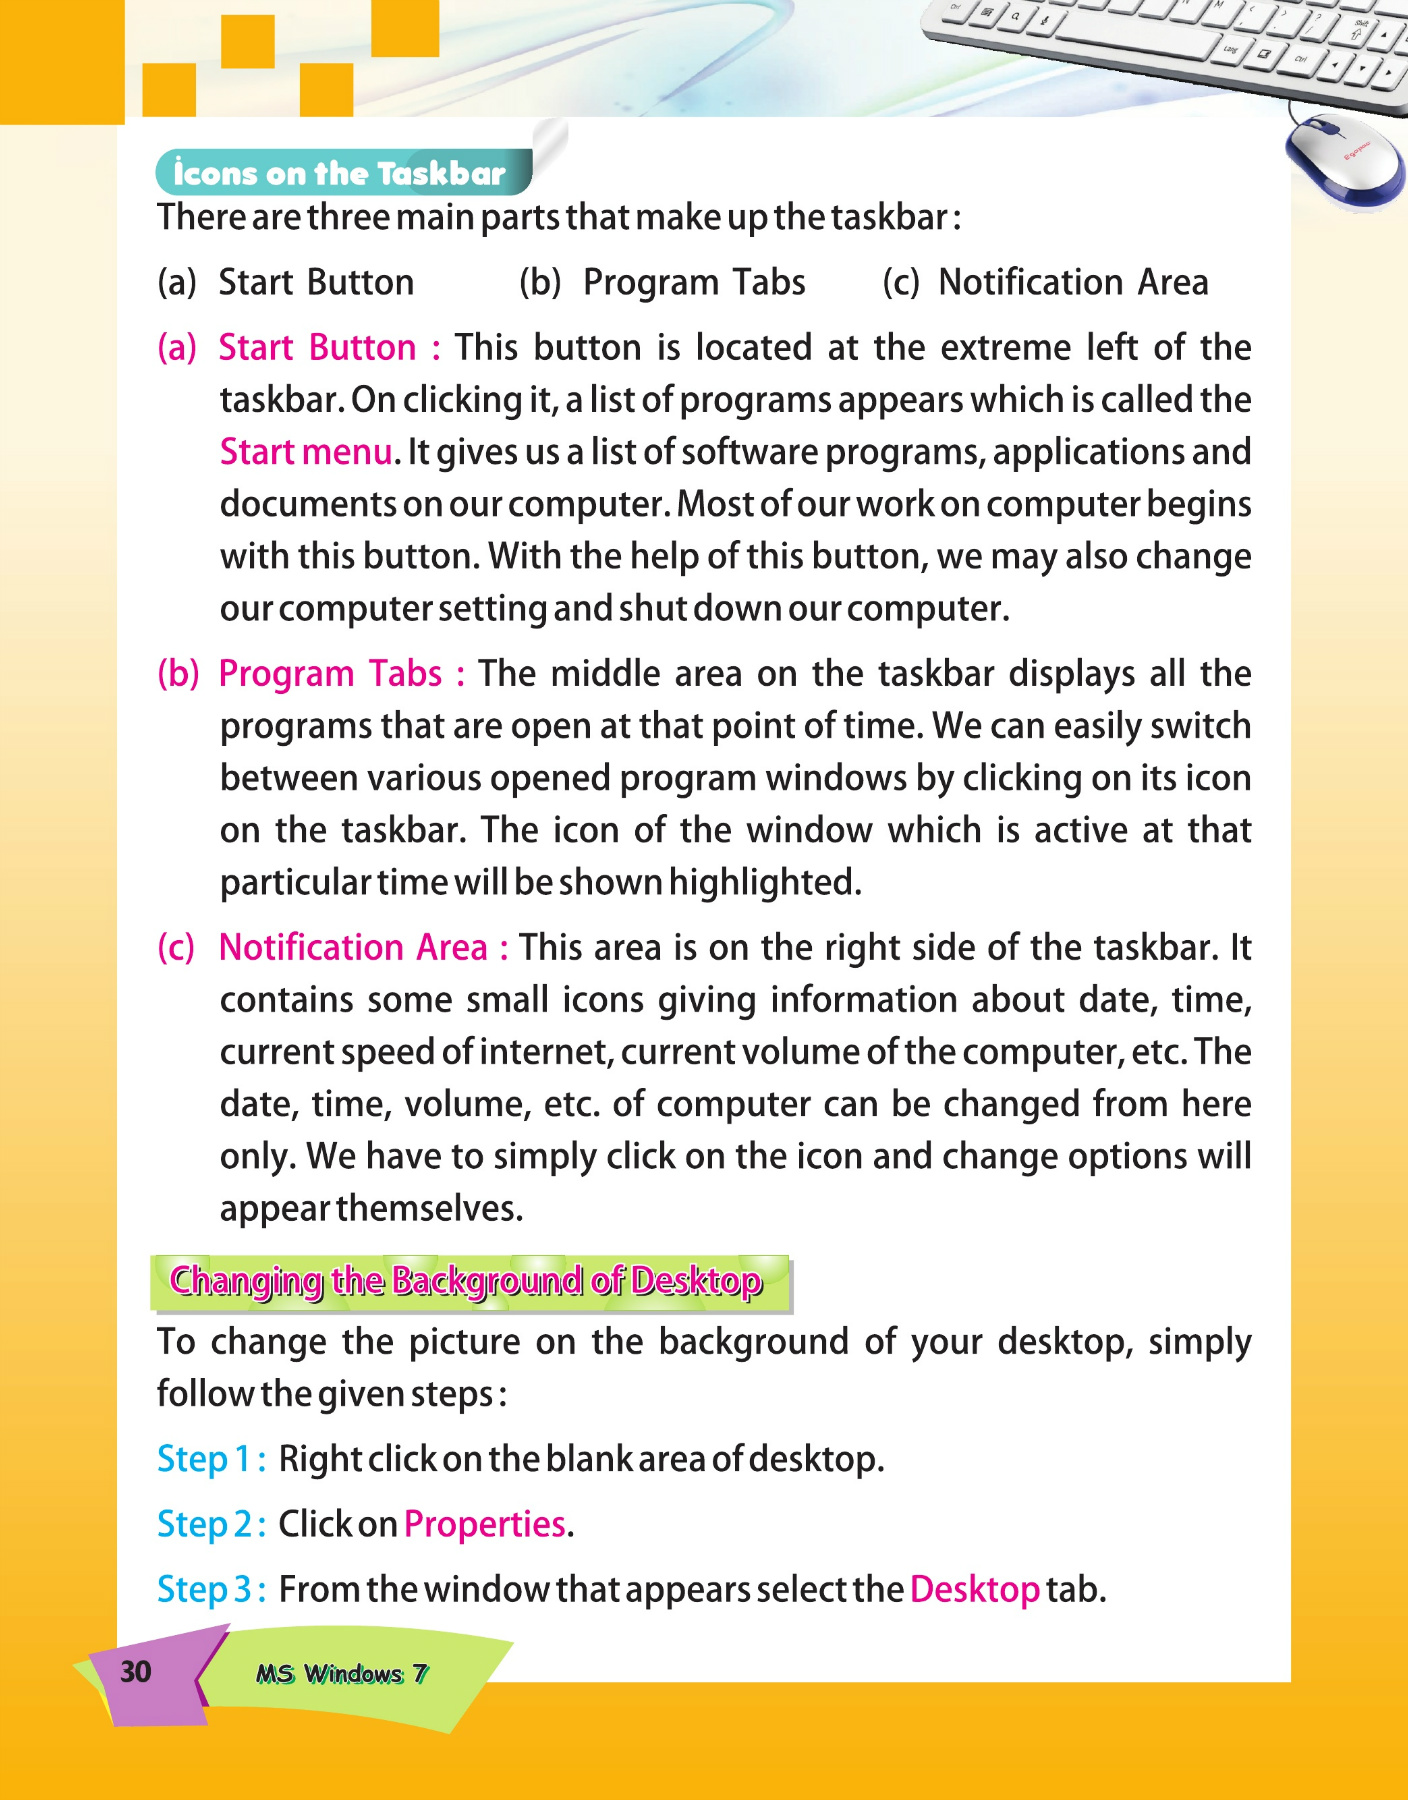 Icons on the Taskbar
There are three main parts that make up the taskbar :
(a) Start Button (b) Program Tabs (c) Notification Area
(a) Start Button : This button is located at the extreme left of the
taskbar. On clicking it, a list of programs appears which is called the
Start menu. It gives us a list of software programs, applications and
documents on our computer. Most of our work on computer begins
with this button. With the help of this button, we may also change
our computer setting and shut down our computer.
(b) Program Tabs : The middle area on the taskbar displays all the
programs that are open at that point of time. We can easily switch
between various opened program windows by clicking on its icon
on the taskbar. The icon of the window which is active at that
particular time will be shown highlighted.
(c) Notification Area : This area is on the right side of the taskbar. It
contains some small icons giving information about date, time,
current speed of internet, current volume of the computer, etc. The
date, time, volume, etc. of computer can be changed from here
only. We have to simply click on the icon and change options will
appear themselves.
Changing the Background of Desktop
To change the picture on the background of your desktop, simply
follow the given steps :
Step 1 : Right click on the blank area of desktop.
Step 2 : Click on Properties.
Step 3 : From the window that appears select the Desktop tab.
30 MS Windows 7